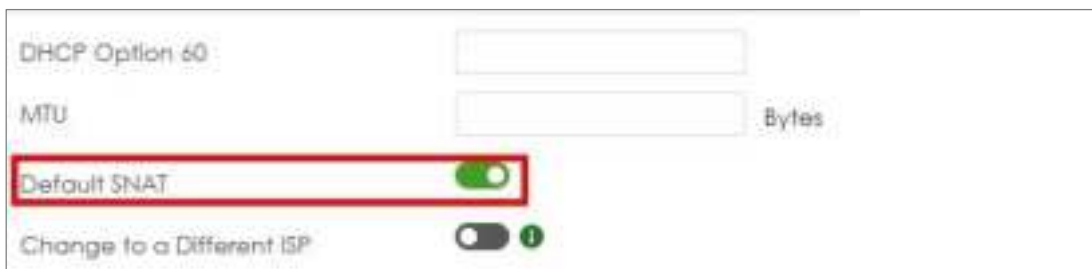 DHCP Option 60
MTU Bytes
Default SNAT
Change to a Different ISP